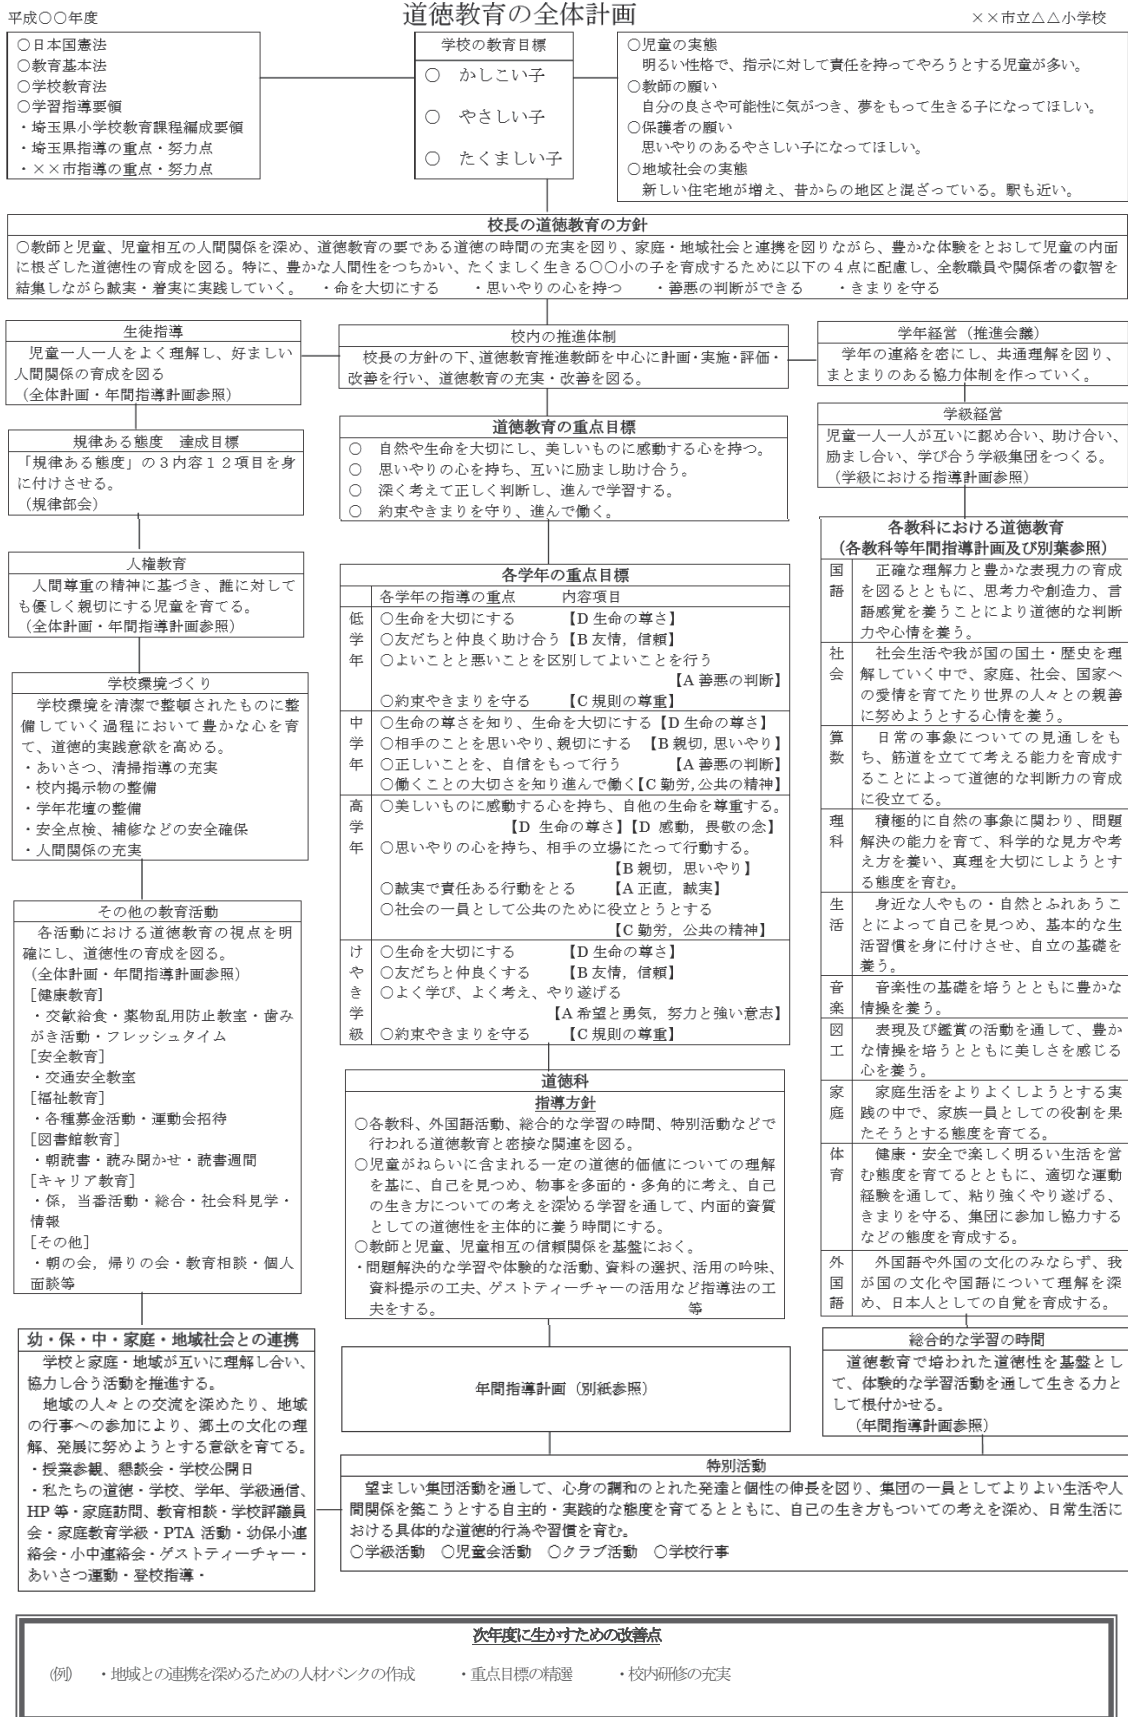 平成○○年度
道徳教育の全体計画
××市立△△小学校
○日本国憲法
○教育基本法
○学校教育法
○学習指導要領
・埼玉県小学校教育課程編成要領
・埼玉県指導の重点・努力点
・××市指導の重点・努力点
学校の教育目標
○　かしこい子
○　やさしい子
○　たくましい子
○児童の実態
明るい性格で、指示に対して責任を持ってやろうとする児童が多い。
○教師の願い
自分の良さや可能性に気がつき、夢をもって生きる子になってほしい。
○保護者の願い
思いやりのあるやさしい子になってほしい。
○地域社会の実態
新しい住宅地が増え、昔からの地区と混ざっている。駅も近い。
校長の道徳教育の方針
○教師と児童、児童相互の人間関係を深め、道徳教育の要である道徳の時間の充実を図り、家庭・地域社会と連携を図りながら、豊かな体験をとおして児童の内面
に根ざした道徳性の育成を図る。特に、豊かな人間性をつちかい、たくましく生きる○○小の子を育成するために以下の４点に配慮し、全教職員や関係者の叡智を
結集しながら誠実・着実に実践していく。　・命を大切にする　　・思いやりの心を持つ　　・善悪の判断ができる　　・きまりを守る
生徒指導
児童一人一人をよく理解し、好ましい
人間関係の育成を図る
（全体計画・年間指導計画参照）
規律ある態度　達成目標
「規律ある態度」の３内容１２項目を身
に付けさせる。
（規律部会）
人権教育
人間尊重の精神に基づき、誰に対して
も優しく親切にする児童を育てる。
（全体計画・年間指導計画参照）
学校環境づくり
学校環境を清潔で整頓されたものに整
備していく過程において豊かな心を育
て、道徳的実践意欲を高める。
・あいさつ、清掃指導の充実
・校内掲示物の整備
・学年花壇の整備
・安全点検、補修などの安全確保
・人間関係の充実
その他の教育活動
各活動における道徳教育の視点を明
確にし、道徳性の育成を図る。
（全体計画・年間指導計画参照）
［健康教育］
・交歓給食・薬物乱用防止教室・歯み
がき活動・フレッシュタイム
［安全教育］
・交通安全教室
［福祉教育］
・各種募金活動・運動会招待
［図書館教育］
・朝読書・読み聞かせ・読書週間
［キャリア教育］
・係，当番活動・総合・社会科見学・
情報
［その他］
・朝の会，帰りの会・教育相談・個人
面談等
幼・保・中・家庭・地域社会との連携
学校と家庭・地域が互いに理解し合い、
協力し合う活動を推進する。
地域の人々との交流を深めたり、地域
の行事への参加により、郷土の文化の理
解、発展に努めようとする意欲を育てる。
・授業参観、懇談会・学校公開日
・私たちの道徳・学校、学年、学級通信、
HP 等・家庭訪問、教育相談・学校評議員
会・家庭教育学級・PTA 活動・幼保小連
絡会・小中連絡会・ゲストティーチャー・
あいさつ運動・登校指導・
校内の推進体制
校長の方針の下、道徳教育推進教師を中心に計画・実施・評価・
改善を行い、道徳教育の充実・改善を図る。
道徳教育の重点目標
○　自然や生命を大切にし、美しいものに感動する心を持つ。
○　思いやりの心を持ち、互いに励まし助け合う。
○　深く考えて正しく判断し、進んで学習する。
○　約束やきまりを守り、進んで働く。
各学年の重点目標
各学年の指導の重点　　　内容項目
低　○生命を大切にする　　【D 生命の尊さ】
学　○友だちと仲良く助け合う【B 友情，信頼】
年　○よいことと悪いことを区別してよいことを行う
【A 善悪の判断】
○約束やきまりを守る　　【C 規則の尊重】
中　○生命の尊さを知り、生命を大切にする【D 生命の尊さ】
学　○相手のことを思いやり、親切にする　【B 親切，思いやり】
年　○正しいことを、自信をもって行う　　【A 善悪の判断】
○働くことの大切さを知り進んで働く【C 勤労，公共の精神】
高　○美しいものに感動する心を持ち、自他の生命を尊重する。
学　【D 生命の尊さ】【D 感動，畏敬の念】
年　○思いやりの心を持ち、相手の立場にたって行動する。
【B 親切，思いやり】
○誠実で責任ある行動をとる　　【A 正直，誠実】
○社会の一員として公共のために役立とうとする
【C 勤労，公共の精神】
け　○生命を大切にする　　【D 生命の尊さ】
や　○友だちと仲良くする　　【B 友情，信頼】
き　○よく学び、よく考え、やり遂げる
学　【A 希望と勇気，努力と強い意志】
級　○約束やきまりを守る　　【C 規則の尊重】
道徳科
指導方針
○各教科、外国語活動、総合的な学習の時間、特別活動などで
行われる道徳教育と密接な関連を図る。
○児童がねらいに含まれる一定の道徳的価値についての理解
を基に、自己を見つめ、物事を多面的・多角的に考え、自己
の生き方についての考えを深める学習を通して、内面的資質
としての道徳性を主体的に養う時間にする。
○教師と児童、児童相互の信頼関係を基盤におく。
・問題解決的な学習や体験的な活動、資料の選択、活用の吟味、
資料提示の工夫、ゲストティーチャーの活用など指導法の工
夫をする。　　等
年間指導計画（別紙参照）
学年経営（推進会議）
学年の連絡を密にし、共通理解を図り、
まとまりのある協力体制を作っていく。
学級経営
児童一人一人が互いに認め合い、助け合い、
励まし合い、学び合う学級集団をつくる。
（学級における指導計画参照）
各教科における道徳教育
（各教科等年間指導計画及び別葉参照）
国　正確な理解力と豊かな表現力の育成
語　を図るとともに、思考力や創造力、言
語感覚を養うことにより道徳的な判断
力や心情を養う。
社　社会生活や我が国の国土・歴史を理
会　解していく中で、家庭、社会、国家へ
の愛情を育てたり世界の人々との親善
に努めようとする心情を養う。
算　日常の事象についての見通しをも
数　ち、筋道を立てて考える能力を育成す
ることによって道徳的な判断力の育成
に役立てる。
理　積極的に自然の事象に関わり、問題
科　解決の能力を育て、科学的な見方や考
え方を養い、真理を大切にしようとす
る態度を育む。
生　身近な人やもの・自然とふれあうこ
活　とによって自己を見つめ、基本的な生
活習慣を身に付けさせ、自立の基礎を
養う。
音　音楽性の基礎を培うとともに豊かな
楽　情操を養う。
図　表現及び鑑賞の活動を通して、豊か
工　な情操を培うとともに美しさを感じる
心を養う。
家　家庭生活をよりよくしようとする実
庭　践の中で、家族一員としての役割を果
たそうとする態度を育てる。
体　健康・安全で楽しく明るい生活を営
育　む態度を育てるとともに、適切な運動
経験を通して、粘り強くやり遂げる、
きまりを守る、集団に参加し協力する
などの態度を育成する。
外　外国語や外国の文化のみならず、我
国　が国の文化や国語について理解を深
語　め、日本人としての自覚を育成する。
総合的な学習の時間
道徳教育で培われた道徳性を基盤とし
て、体験的な学習活動を通して生きる力と
して根付かせる。
（年間指導計画参照）
特別活動
望ましい集団活動を通して、心身の調和のとれた発達と個性の伸長を図り、集団の一員としてよりよい生活や人
間関係を築こうとする自主的・実践的な態度を育てるとともに、自己の生き方もついての考えを深め、日常生活に
おける具体的な道徳的行為や習慣を育む。
○学級活動　○児童会活動　○クラブ活動　○学校行事
次年度に生かすための改善点
(例)　・地域との連携を深めるための人材バンクの作成　　・重点目標の精選　　・校内研修の充実